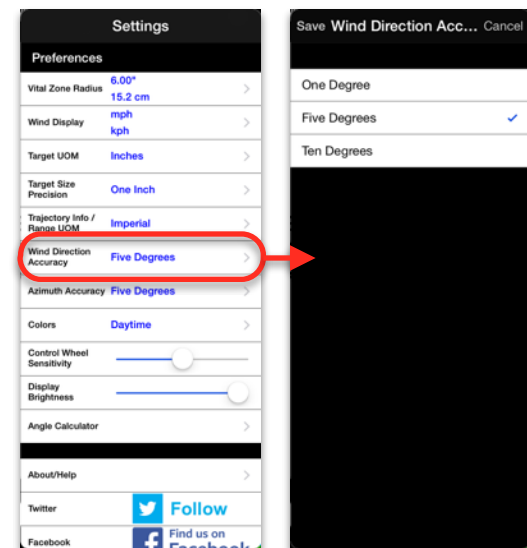 Settings
Preferences
Vital Zone Radius
6.00"
15.2 cm
Wind Display
mph
kph
Target UOM
Inches
Target Size
Precision
One Inch
Trajectory Info /
Range UOM
Imperial
Wind Direction
Accuracy
Five Degrees
Azimuth Accuracy
Five Degrees
Colors
Daytime
Control Wheel
Sensitivity
Display
Brightness
Angle Calculator
About/Help
Twitter
Follow
Facebook
Find us on
Facebook
Save Wind Direction Acc... Cancel
One Degree
Five Degrees
Ten Degrees